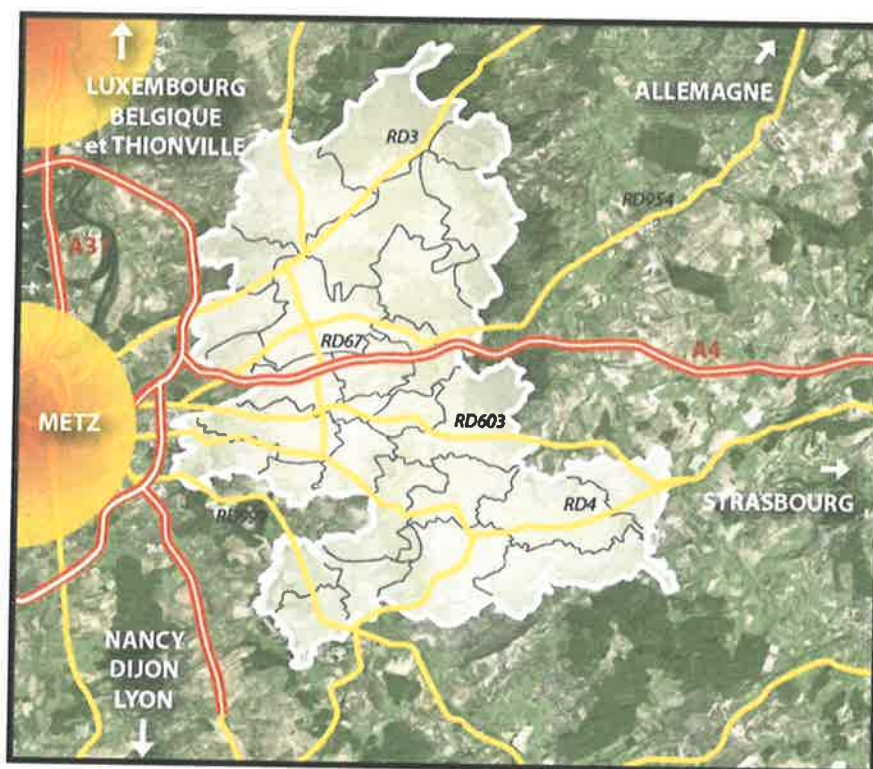 LUXEMBOURG
BELGIQUE
et THIONVILLE
ALLEMAGNE
RD3
RD954
A31
RD67
A4
METZ
RD603
RD4
STRASBOURG
NANCY
DIJON
LYON